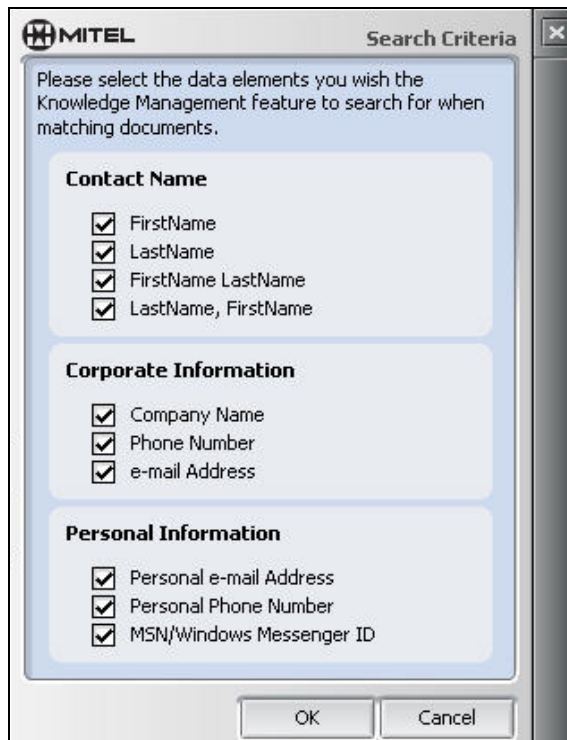 MITEL
Search Criteria
Please select the data elements you wish the
Knowledge Management feature to search for when
matching documents.
Contact Name
FirstName
LastName
FirstName LastName
LastName, FirstName
Corporate Information
Company Name
Phone Number
e-mail Address
Personal Information
Personal e-mail Address
Personal Phone Number
MSN/Windows Messenger ID
OK
Cancel